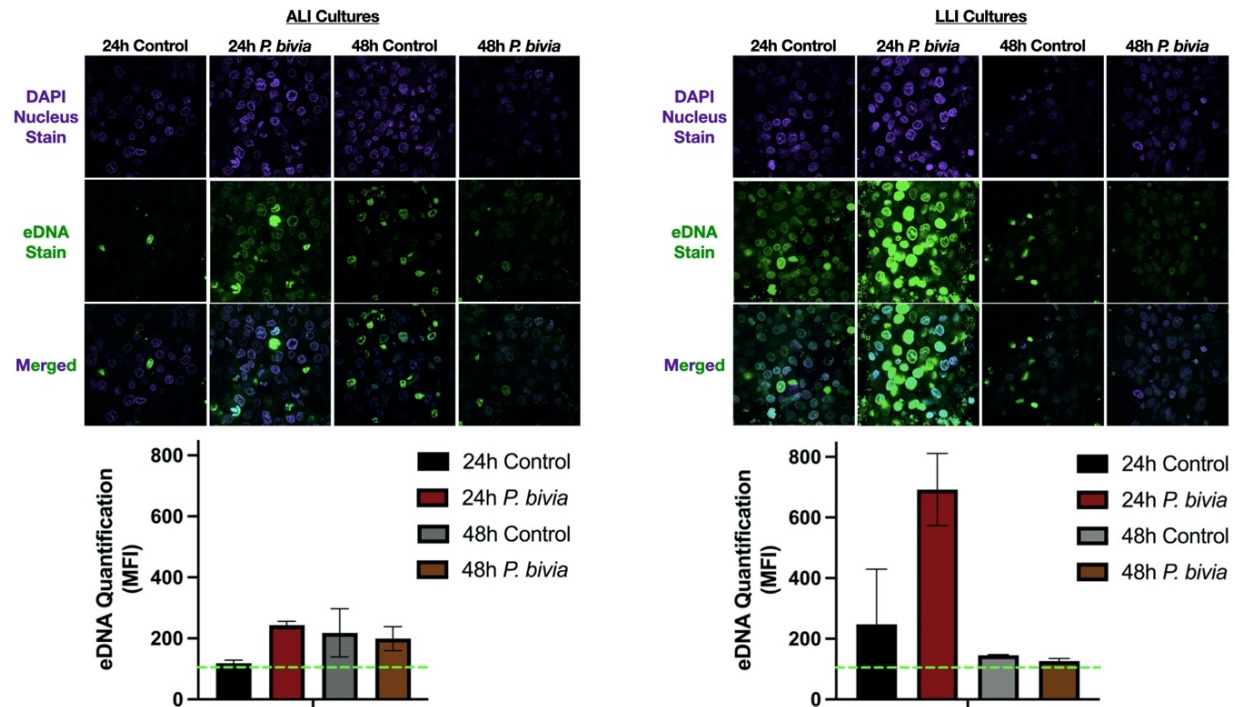 ALI Cultures
24h Control 24h P. bivia 48h Control 48h P. bivia
DAPI
Nucleus
Stain
eDNA
Stain
Merged
800
600
400
200
0
eDNA Quantification
(MFI)
24h Control
24h P. bivia
48h Control
48h P. bivia
LLI Cultures
24h Control 24h P. bivia 48h Control 48h P. bivia
DAPI
Nucleus
Stain
eDNA
Stain
Merged
800
600
400
200
0
eDNA Quantification
(MFI)
24h Control
24h P. bivia
48h Control
48h P. bivia